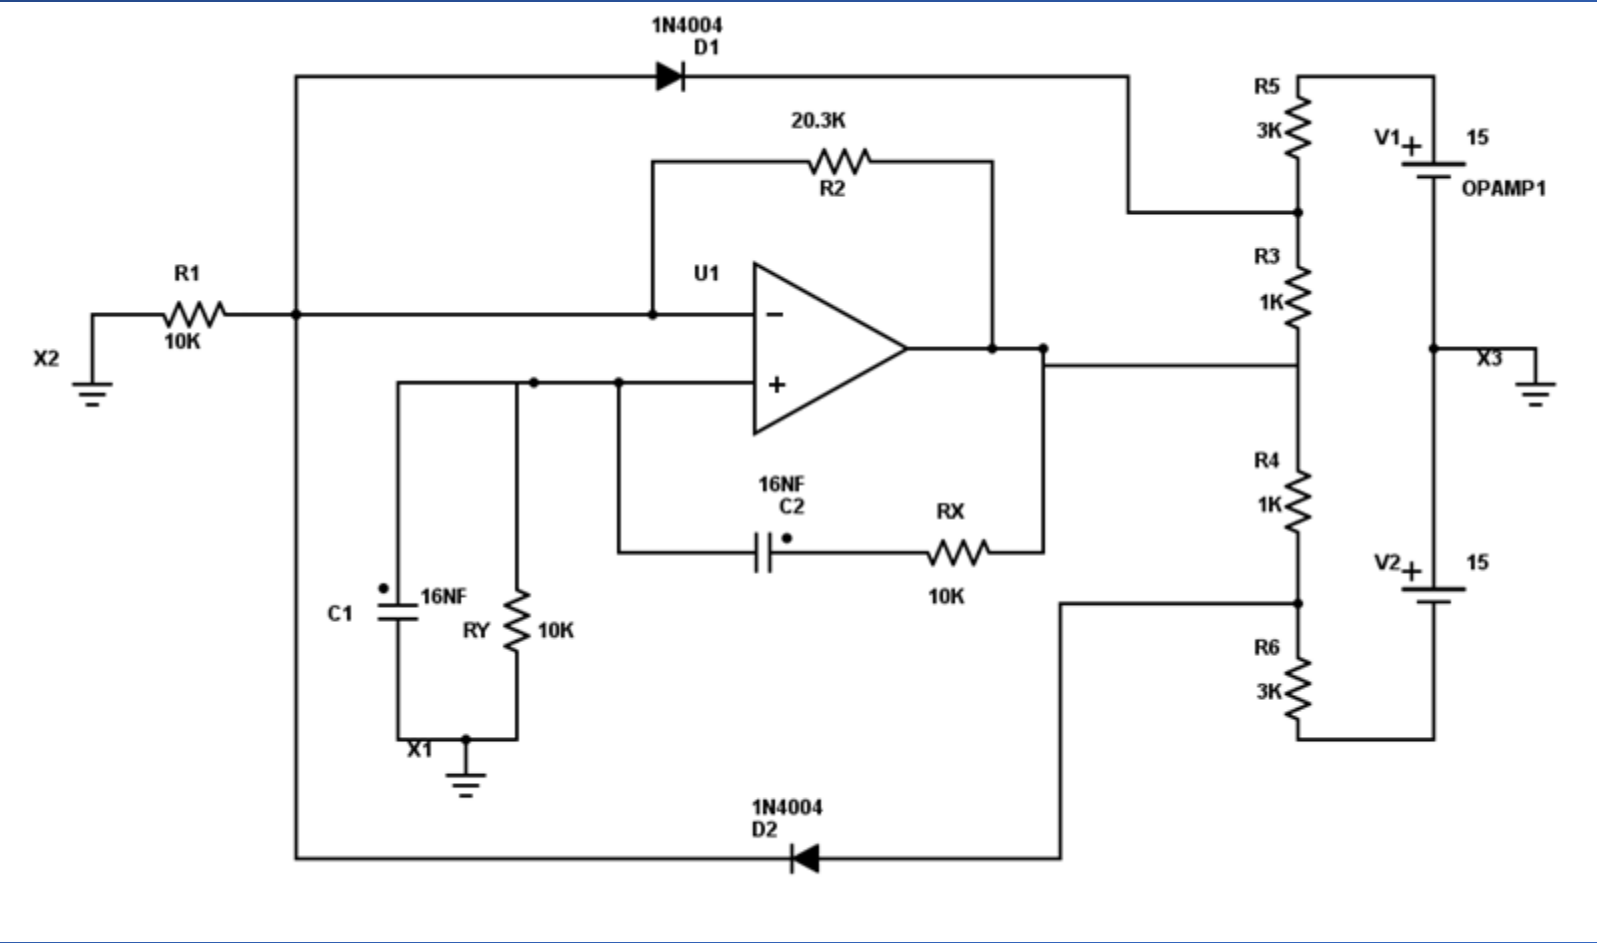 1N4004
D1
20.3K
R2
R5
3K
V1
+
15
OPAMP1
R1
10K
X2
U1
−
+
R3
1K
X3
16NF
C2
RX
10K
R4
1K
V2
+
15
C1
16NF
RY
10K
X1
R6
3K
1N4004
D2